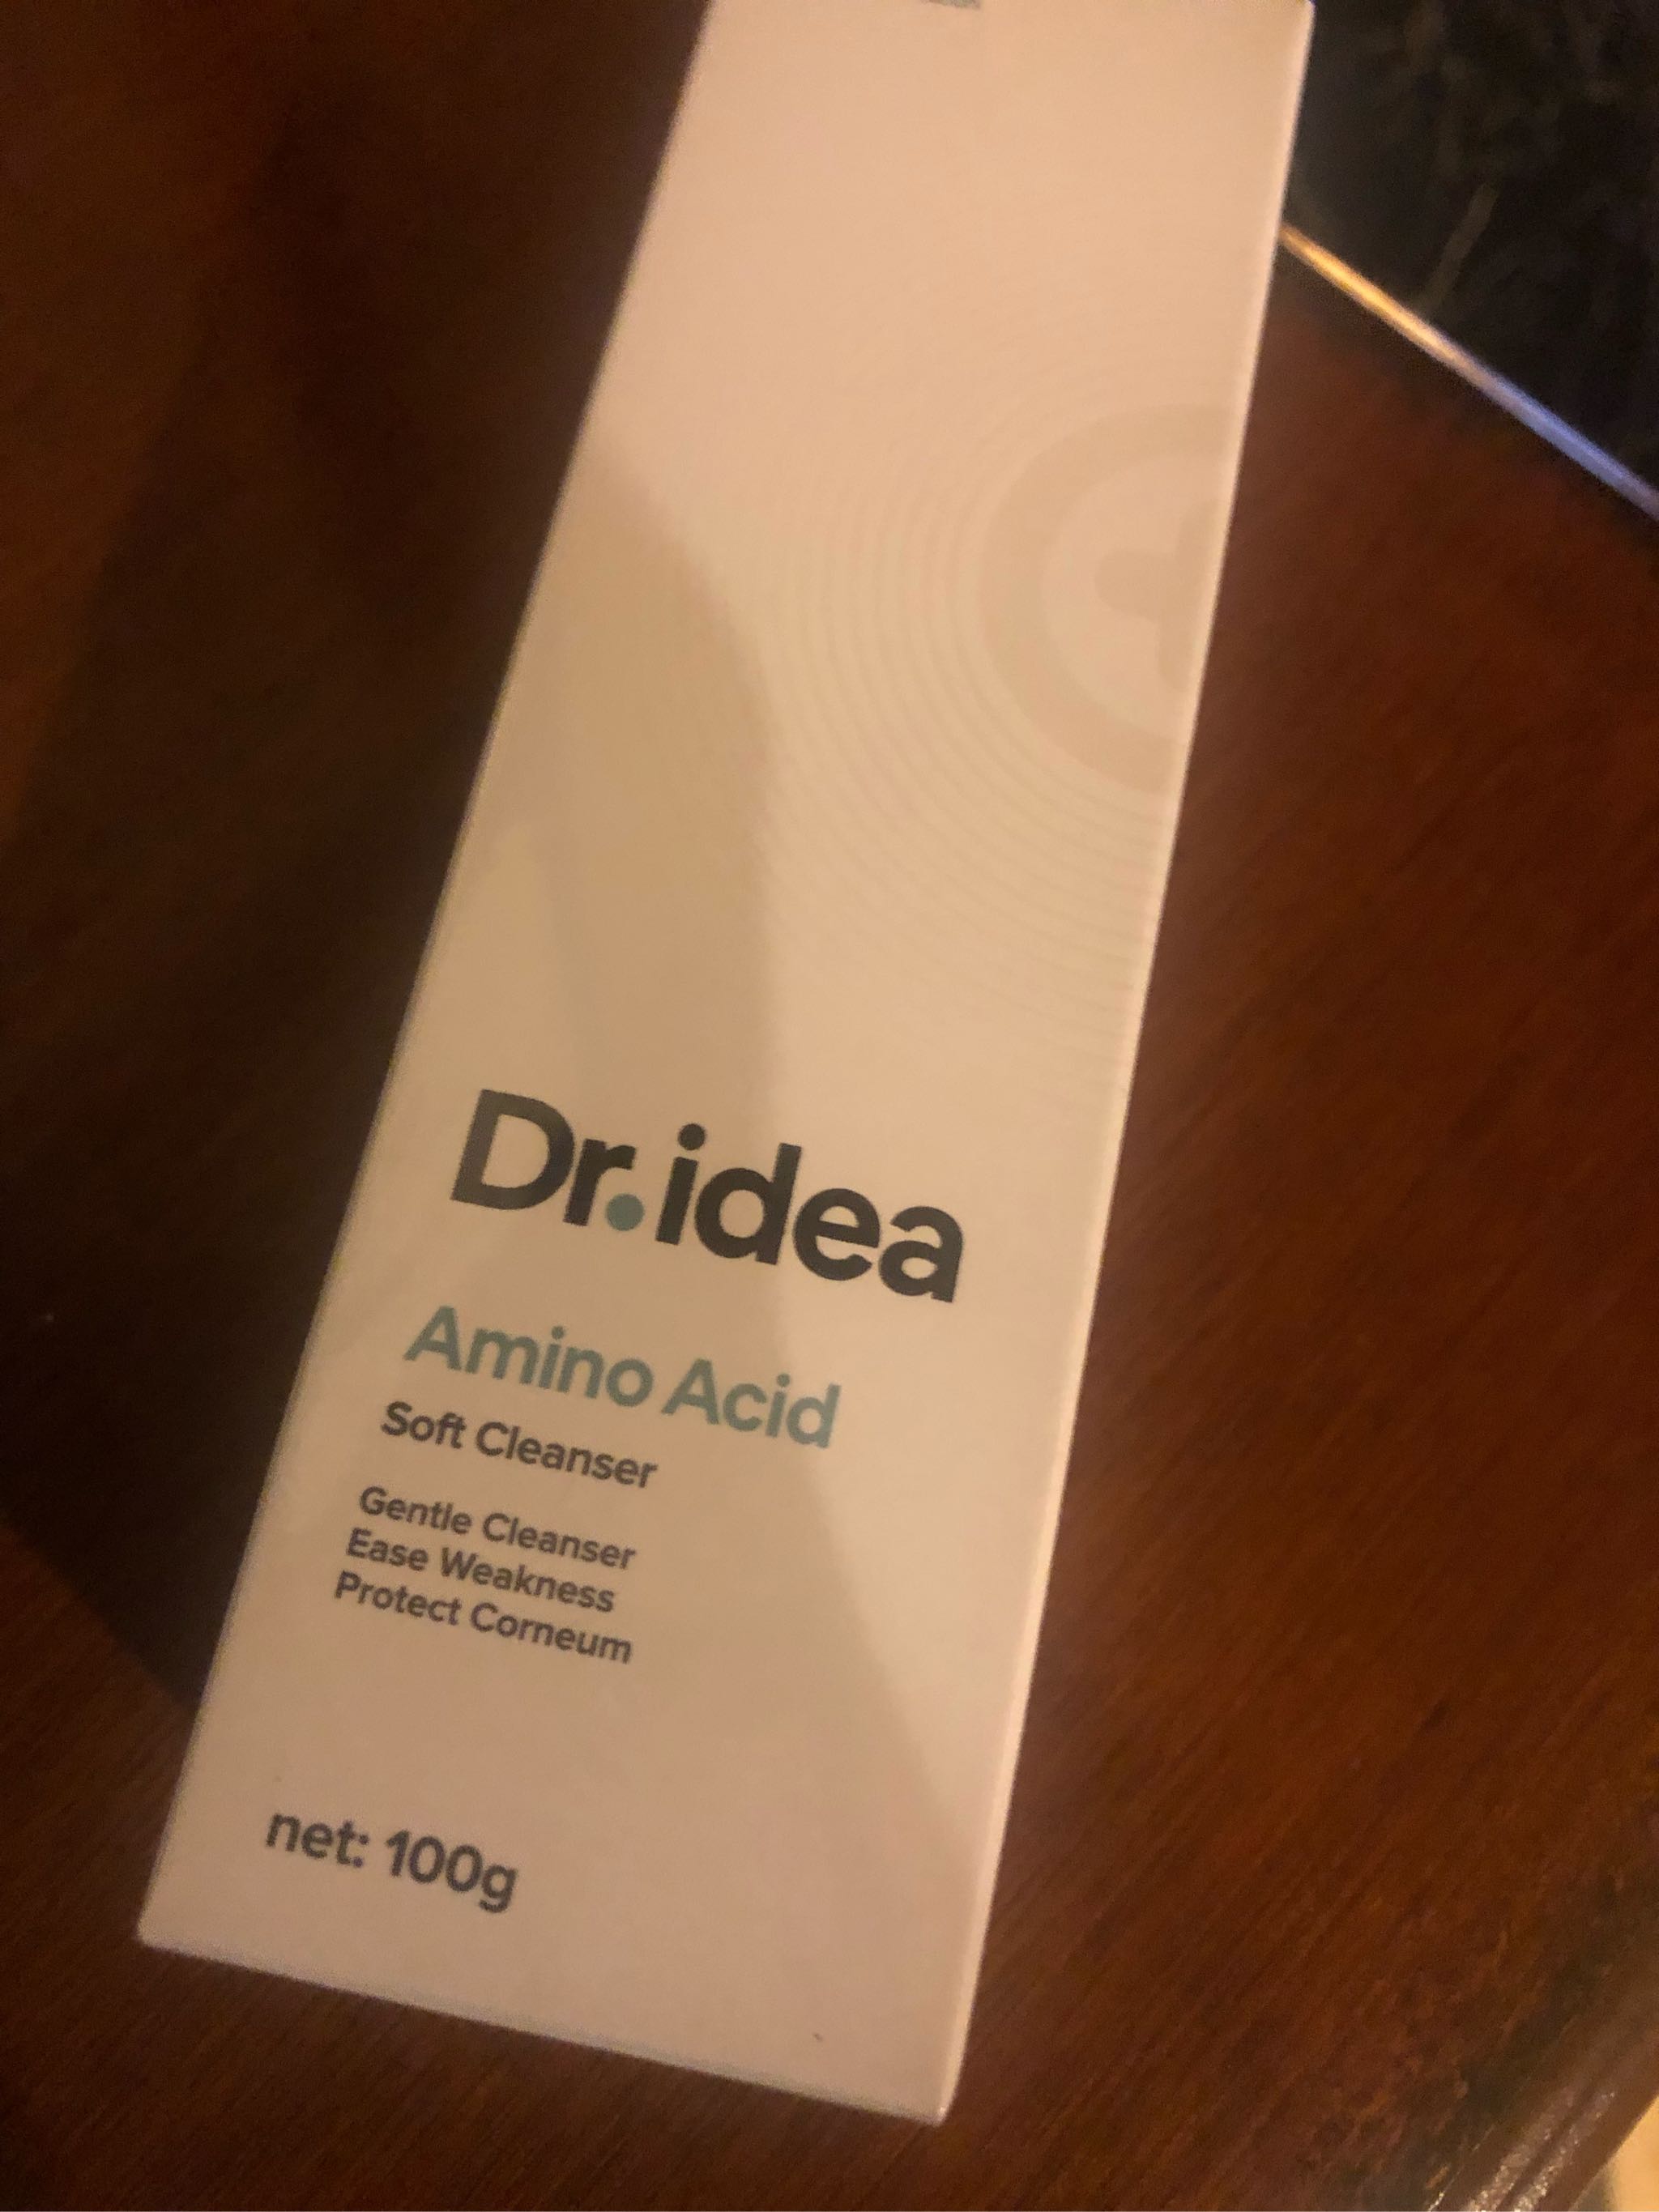 Dr.idea
Amino Acid
Soft Cleanser
Gentle Cleanser
Ease Weakness
Protect Corneum
net: 100g